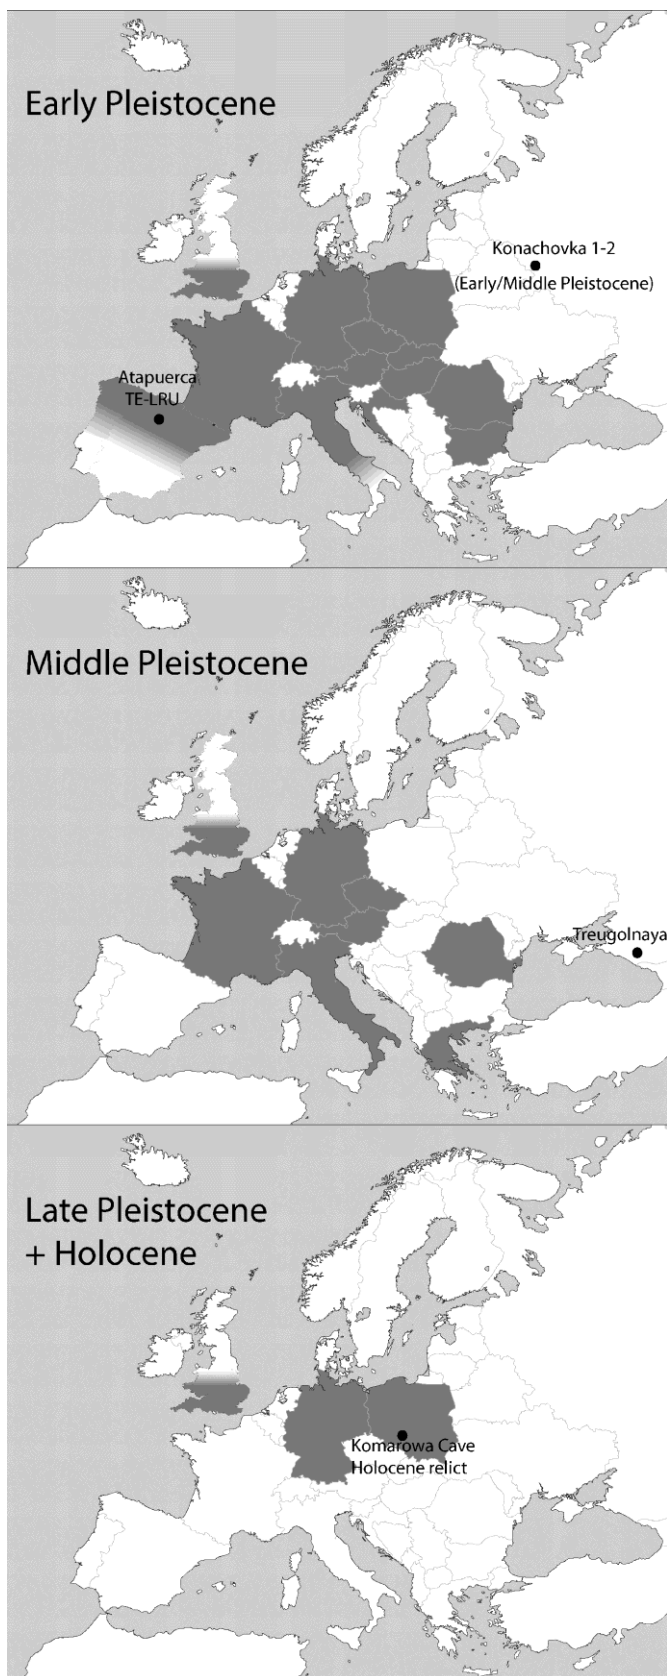 Early Pleistocene
Konachovka 1-2
(Early/Middle Pleistocene)
Atapuerca
TE-LRU
Middle Pleistocene
Treugolnaya
Late Pleistocene
+ Holocene
Komarowa Cave
Holocene relict